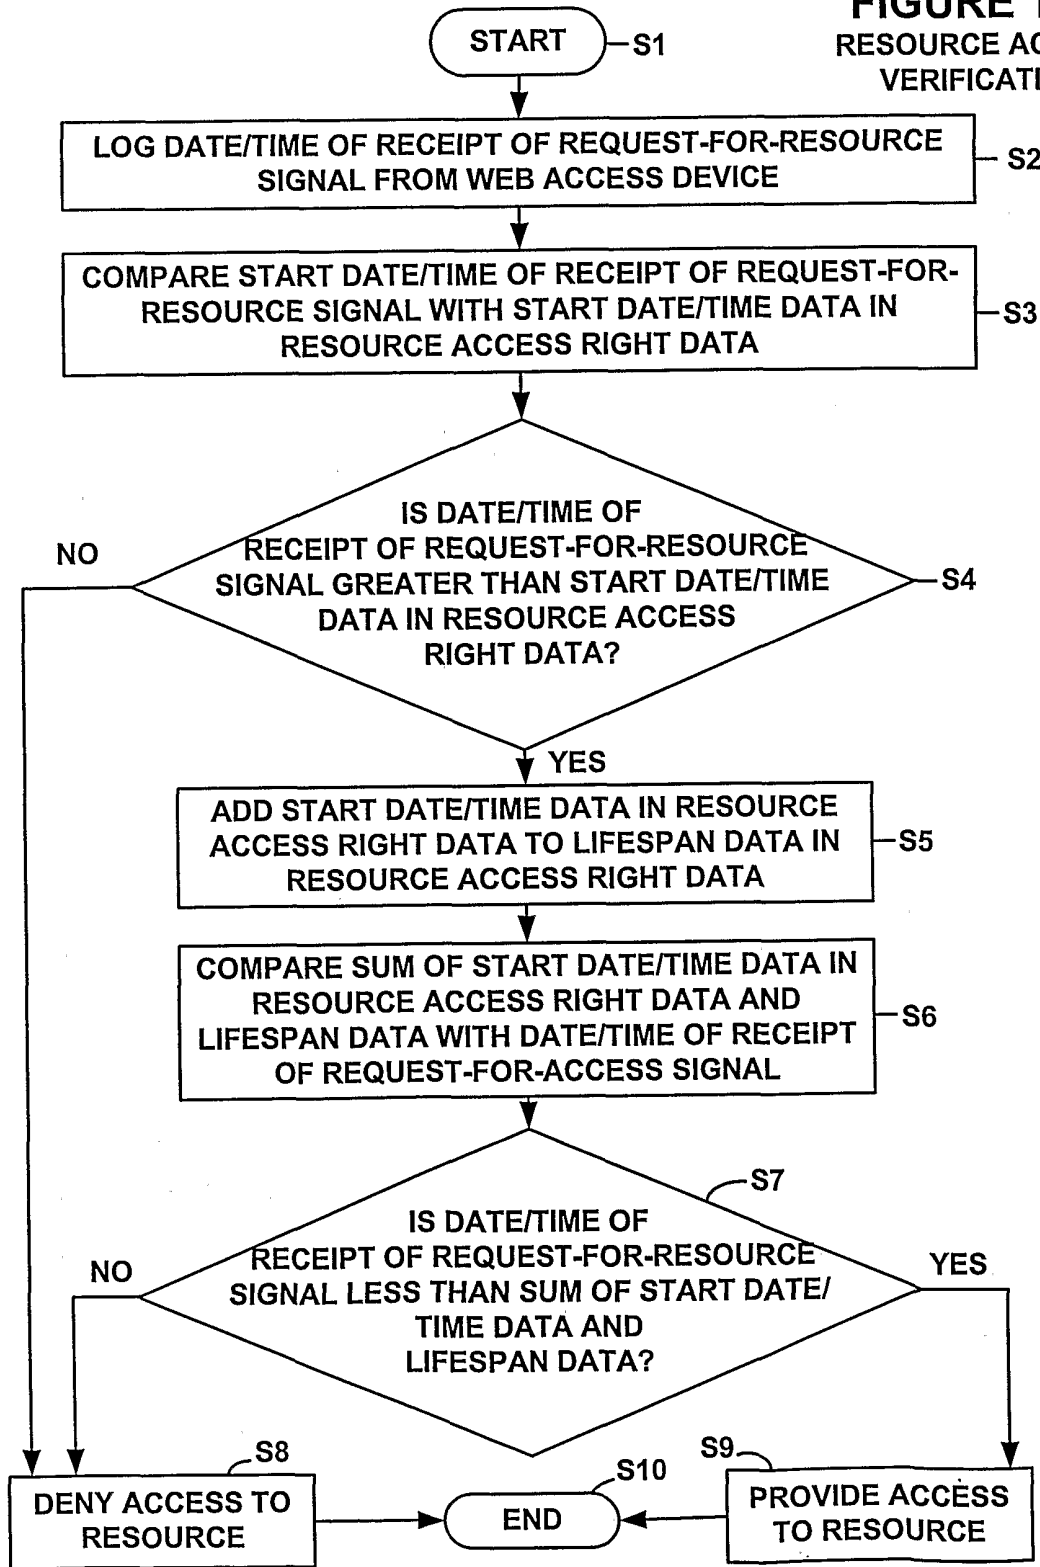 FIGURE
RESOURCE
START
S1
LOG DATE/TIME OF RECEIPT OF REQUEST-FOR-RESOURCE
SIGNAL FROM WEB ACCESS DEVICE
S2
COMPARE START DATE/TIME OF RECEIPT OF REQUEST-FOR-
RESOURCE SIGNAL WITH START DATE/TIME DATA IN
RESOURCE ACCESS RIGHT DATA
S3
IS DATE/TIME OF
RECEIPT OF REQUEST-FOR-RESOURCE
SIGNAL GREATER THAN START DATE/TIME
DATA IN RESOURCE ACCESS
RIGHT DATA?
NO
S4
YES
ADD START DATE/TIME DATA IN RESOURCE
ACCESS RIGHT DATA TO LIFESPAN DATA IN
RESOURCE ACCESS RIGHT DATA
S5
COMPARE SUM OF START DATE/TIME DATA IN
RESOURCE ACCESS RIGHT DATA AND
LIFESPAN DATA WITH DATE/TIME OF RECEIPT
OF REQUEST-FOR-ACCESS SIGNAL
S6
S7
IS DATE/TIME OF
RECEIPT OF REQUEST-FOR-RESOURCE
SIGNAL LESS THAN SUM OF START DATE/
TIME DATA AND
LIFESPAN DATA?
NO
YES
S8
DENY ACCESS TO
RESOURCE
S10
END
S9
PROVIDE ACCESS
TO RESOURCE